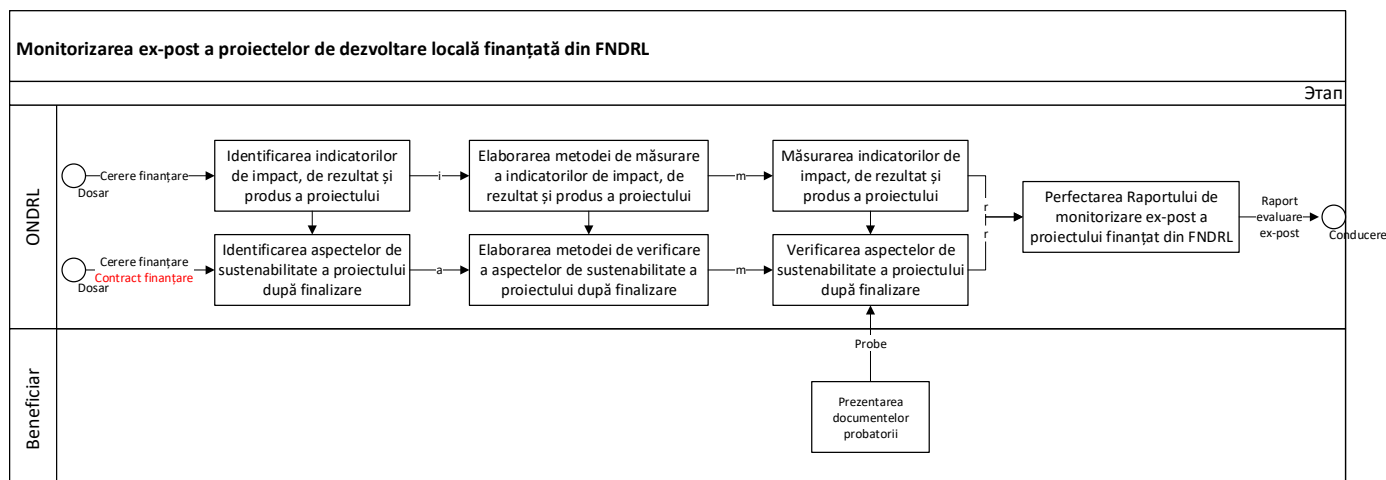 Monitorizarea ex-post a proiectelor de dezvoltare locală finanțată din FNDRL
Этап
ONDRL
Dosar
Cerere finanțare
Identificarea indicatorilor
de impact, de rezultat și
produs a proiectului
i
Elaborarea metodei de măsurare
a indicatorilor de impact, de
rezultat și produs a proiectului
m
Măsurarea indicatorilor de
impact, de rezultat și
produs a proiectului
r
Dosar
Cerere finanțare
Contract finanțare
Identificarea aspectelor de
sustenabilitate a proiectului
după finalizare
a
Elaborarea metodei de verificare
a aspectelor de sustenabilitate a
proiectului după finalizare
m
Verificarea aspectelor de
sustenabilitate a proiectului
după finalizare
r
Perfectarea Raportului de
monitorizare ex-post a
proiectului finanțat din FNDRL
Raport
evaluare
ex-post
Conducere
Beneficiar
Probe
Prezentarea
documentelor
probatorii